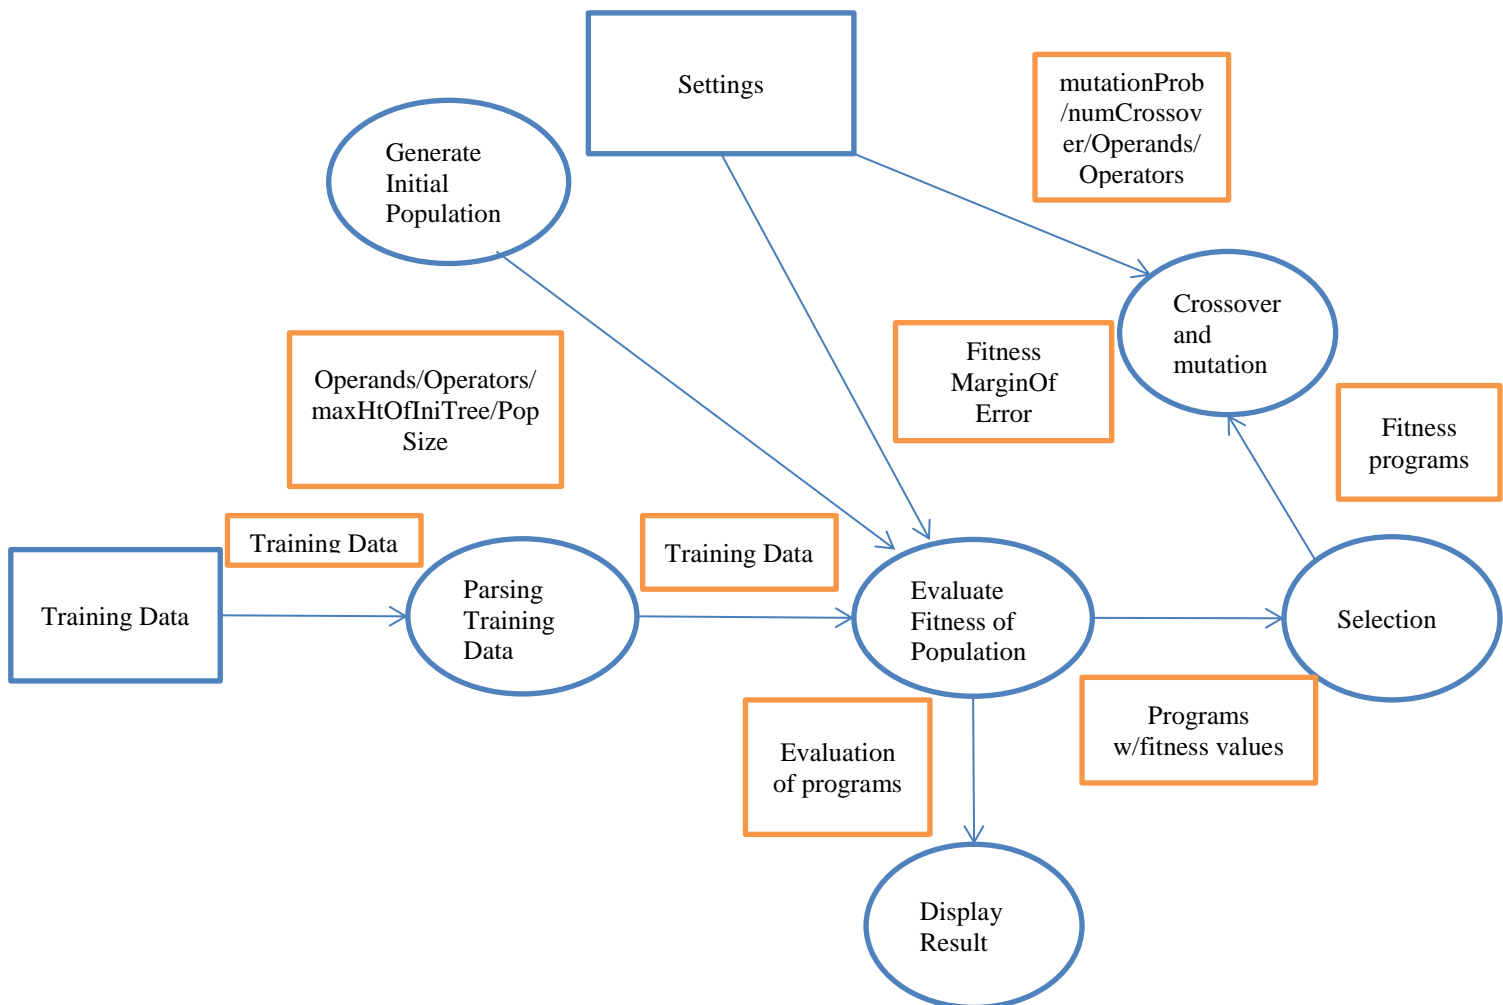 Settings
mutationProb
/numCrossov
er/Operands/
Operators
Generate
Initial
Population
Crossover
and
mutation
Fitness
MarginOf
Error
Operands/Operators/
maxHtOfIniTree/Pop
Size
Fitness
programs
Training Data
Training Data
Training Data
Parsing
Training
Data
Evaluate
Fitness of
Population
Selection
Programs
w/fitness values
Evaluation
of programs
Display
Result